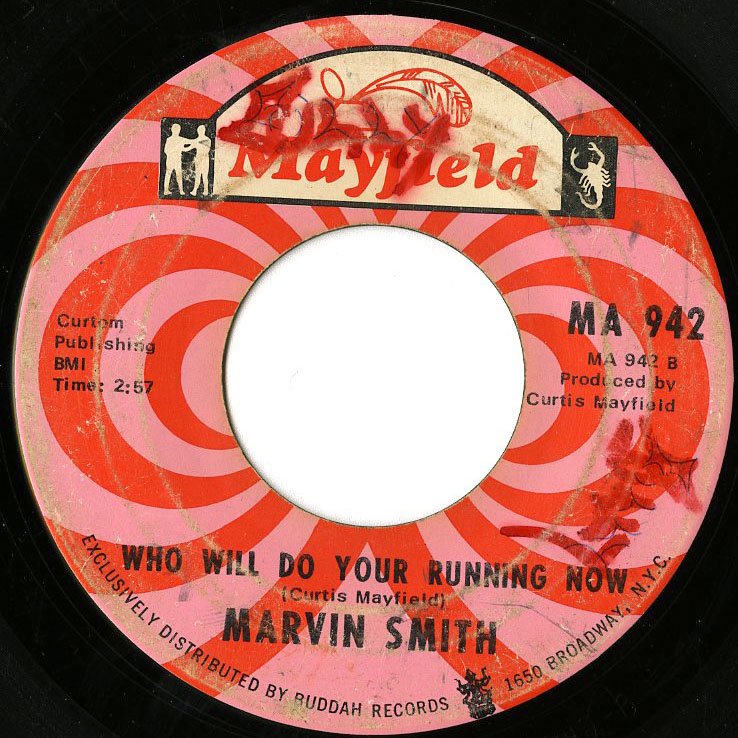 Mayfield
Curtom
Publishing
BMI
Time: 2:57
MA 942
MA 942 B
Produced by
Curtis Mayfield
WHO WILL DO YOUR RUNNING NOW
(Curtis Mayfield)
MARVIN SMITH
EXCLUSIVELY DISTRIBUTED BY BUDDAH RECORDS 1650 BROADWAY, N.Y.C.